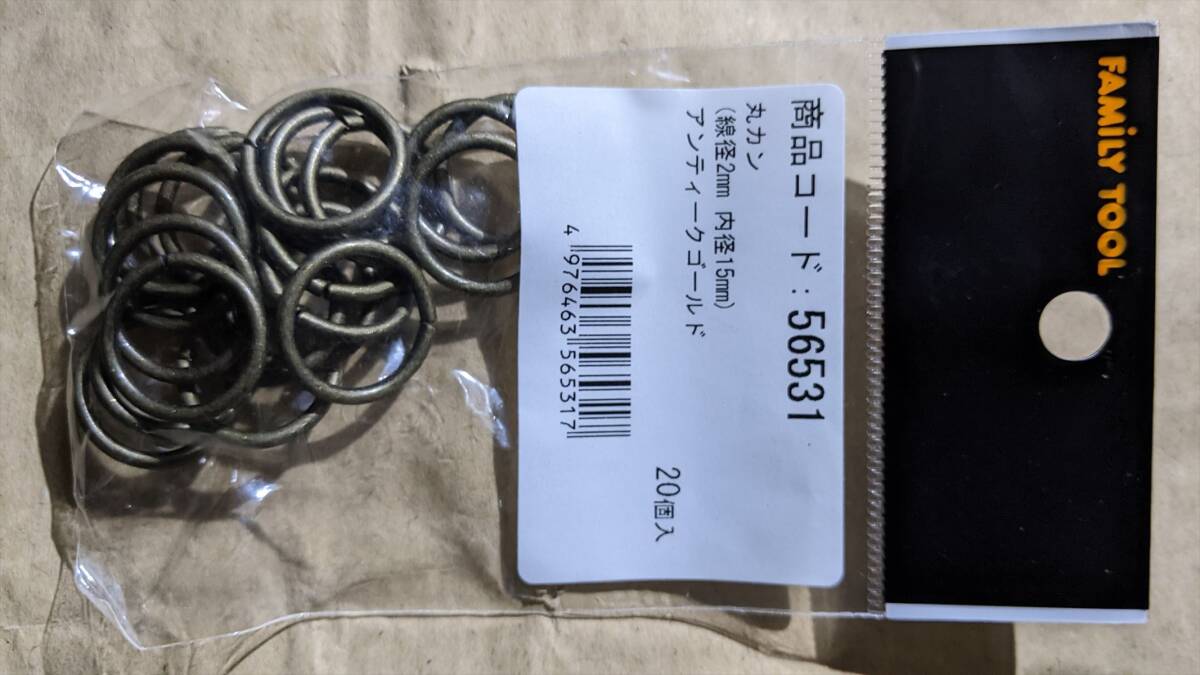 FAMiLY TOOL
商品コード: 56531
丸カン
(線径2mm 内径15mm)
アンティークゴールド
4 976463 565317
20個入